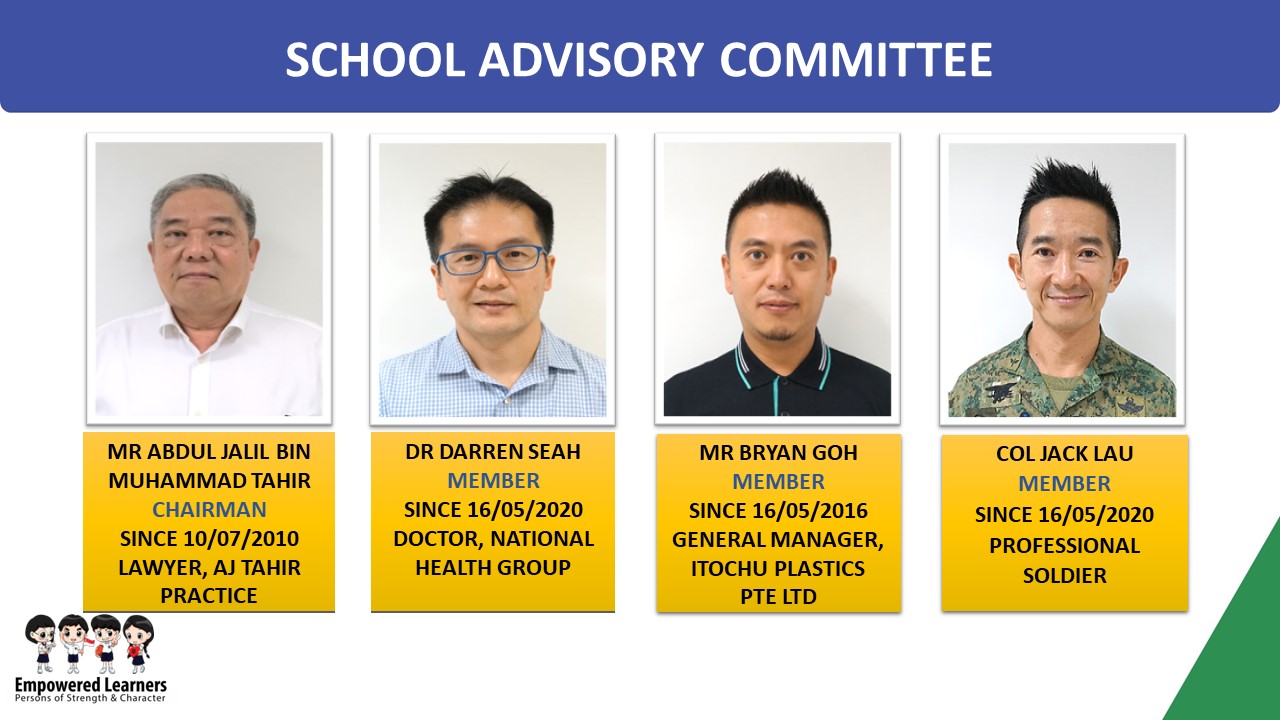 SCHOOL ADVISORY COMMITTEE
MR ABDUL JALIL BIN
MUHAMMAD TAHIR
CHAIRMAN
SINCE 10/07/2010
LAWYER, AJ TAHIR
PRACTICE
DR DARREN SEAH
MEMBER
SINCE 16/05/2020
DOCTOR, NATIONAL
HEALTH GROUP
MR BRYAN GOH
MEMBER
SINCE 16/05/2016
GENERAL MANAGER,
ITOCHU PLASTICS
PTE LTD
COL JACK LAU
MEMBER
SINCE 16/05/2020
PROFESSIONAL
SOLDIER
Empowered Learners
Persons of Strength & Character